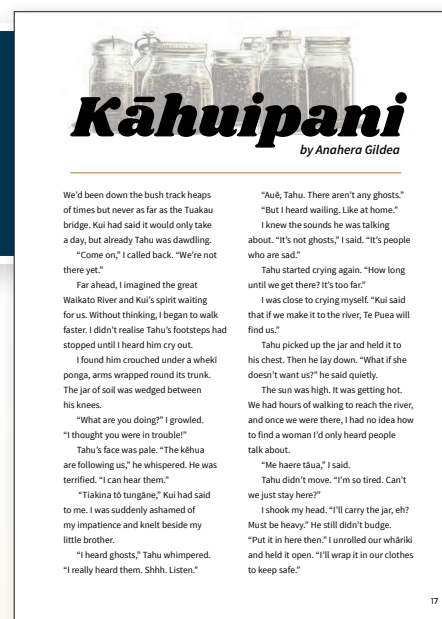 Kāhuipani
by Anahera Gildea
We’d been down the bush track heaps
of times but never as far as the Tuakau
bridge. Kui had said it would only take
a day, but already Tahu was dawdling.
“Come on,” I called back. “We’re not
there yet.”
Far ahead, I imagined the great
Waikato River and Kui’s spirit waiting
for us. Without thinking, I began to walk
faster. I didn’t realise Tahu’s footsteps had
stopped until I heard him cry out.
I found him crouched under a whekī
ponga, arms wrapped round its trunk.
The jar of soil was wedged between
his knees.
“What are you doing?” I growled.
“I thought you were in trouble!”
Tahu’s face was pale. “The kēhua
are following us,” he whispered. He was
terrified. “I can hear them.”
“Tiakina tō tungāne,” Kui had said
to me. I was suddenly ashamed of
my impatience and knelt beside my
little brother.
“I heard ghosts,” Tahu whimpered.
“I really heard them. Shhh. Listen.”
“Auē, Tahu. There aren’t any ghosts.”
“But I heard wailing. Like at home.”
I knew the sounds he was talking
about. “It’s not ghosts,” I said. “It’s people
who are sad.”
Tahu started crying again. “How long
until we get there? It’s too far.”
I was close to crying myself. “Kui said
that if we make it to the river, Te Puea will
find us.”
Tahu picked up the jar and held it to
his chest. Then he lay down. “What if she
doesn’t want us?” he said quietly.
The sun was high. It was getting hot.
We had hours of walking to reach the river,
and once we were there, I had no idea how
to find a woman I’d only heard people
talk about.
“Me haere tāua,” I said.
Tahu didn’t move. “I’m so tired. Can’t
we just stay here?”
I shook my head. “I’ll carry the jar, eh?
Must be heavy.” He still didn’t budge.
“Put it in here then.” I unrolled our whāriki
and held it open. “I’ll wrap it in our clothes
to keep safe.”
17